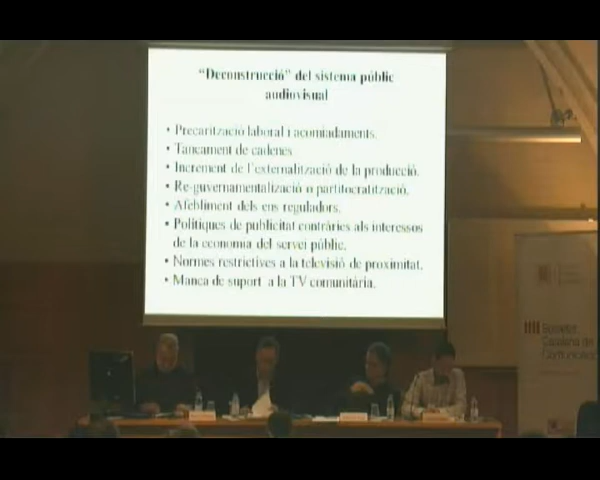 “Deconstrucció” del sistema públic
audiovisual
• Precarització laboral i acomiadaments.
• Tancament de cadenes
• Increment de l’externalització de la producció.
• Re-guvernamentalizació o partitocratització.
• Afebliment dels ens reguladors.
• Polítiques de publicitat contràries als interessos
de la economia del servei públic.
• Normes restrictives a la televisió de proximitat.
• Manca de suport a la TV comunitària.
Societat
Catalana de
Comunicació